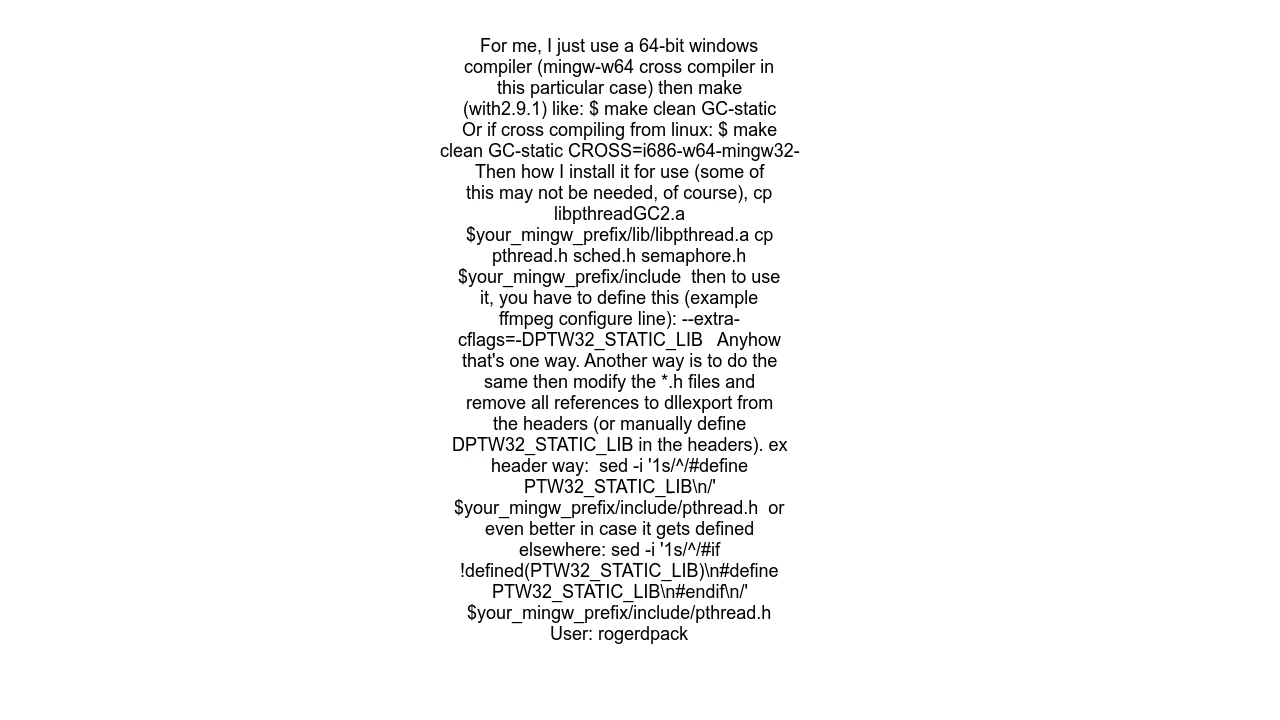 For me, I just use a 64-bit windows
compiler (mingw-w64 cross compiler in
this particular case) then make
(with2.9.1) like: $ make clean GC-static
Or if cross compiling from linux: $ make
clean GC-static CROSS=i686-w64-mingw32-
Then how I install it for use (some of
this may not be needed, of course), cp
libpthreadGC2.a
$your_mingw_prefix/lib/libpthread.a cp
pthread.h sched.h semaphore.h
$your_mingw_prefix/include  then to use
it, you have to define this (example
ffmpeg configure line): --extra-
cflags=-DPTW32_STATIC_LIB   Anyhow
that's one way. Another way is to do the
same then modify the *.h files and
remove all references to dllexport from
the headers (or manually define
DPTW32_STATIC_LIB in the headers). ex
header way:  sed -i '1s/^/#define
PTW32_STATIC_LIB\n/'
$your_mingw_prefix/include/pthread.h  or
even better in case it gets defined
elsewhere: sed -i '1s/^/#if
!defined(PTW32_STATIC_LIB)\n#define
PTW32_STATIC_LIB\n#endif\n/'
$your_mingw_prefix/include/pthread.h
User: rogerdpack